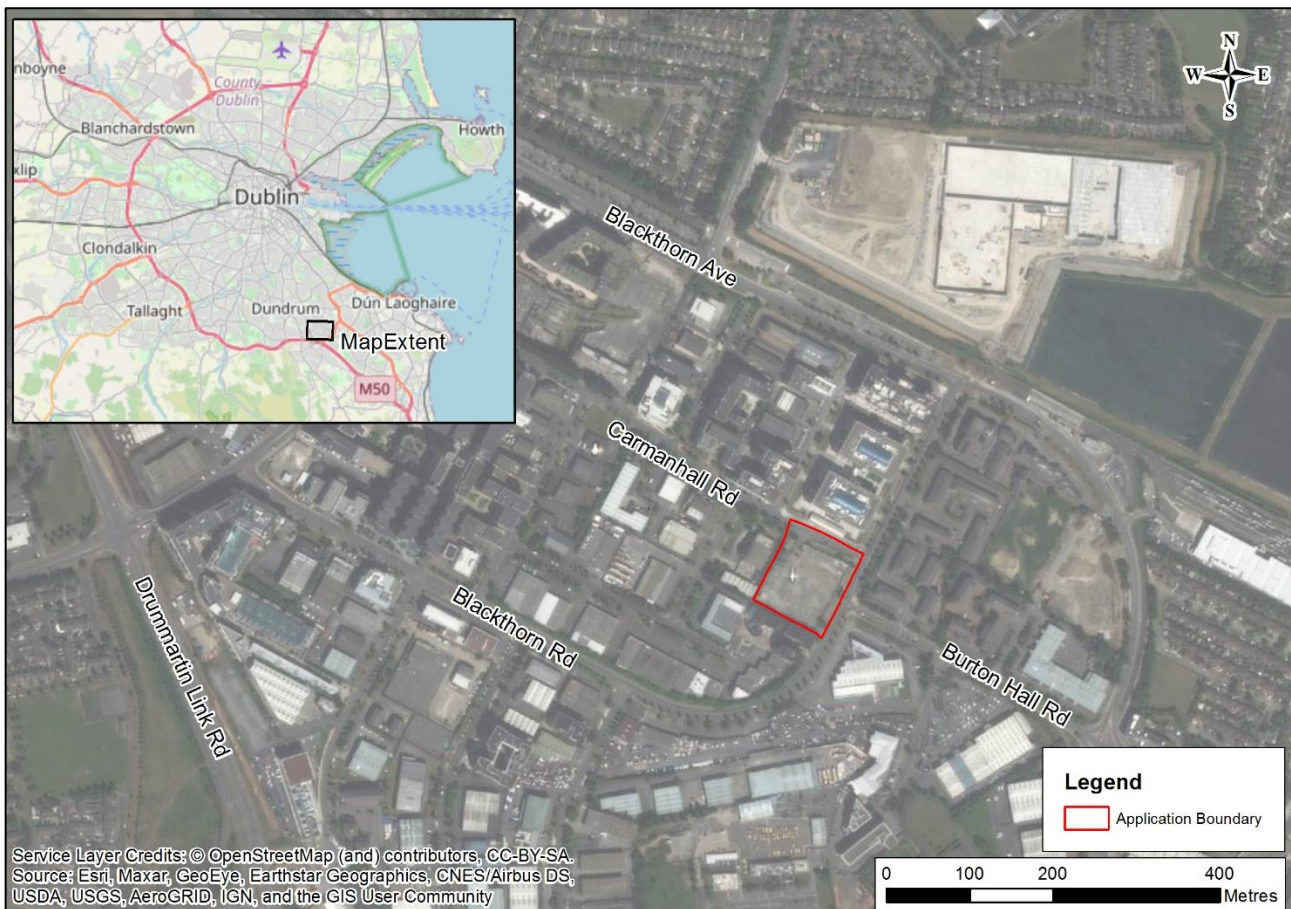 N
W E
S
County
Dublin
nboyne
Blanchardstown
Howth
xlip
Dublin
Clondalkin
Tallaght
Dundrum
Dún Laoghaire
MapExtent
M50
Blackthorn Ave
Carmanhall Rd
Blackthorn Rd
Drummartin Link Rd
Burton Hall Rd
Legend
Application Boundary
Service Layer Credits: © OpenStreetMap (and) contributors, CC-BY-SA.
Source: Esri, Maxar, GeoEye, Earthstar Geographics, CNES/Airbus DS,
USDA, USGS, AeroGRID, IGN, and the GIS User Community
0 100 200 400
Metres